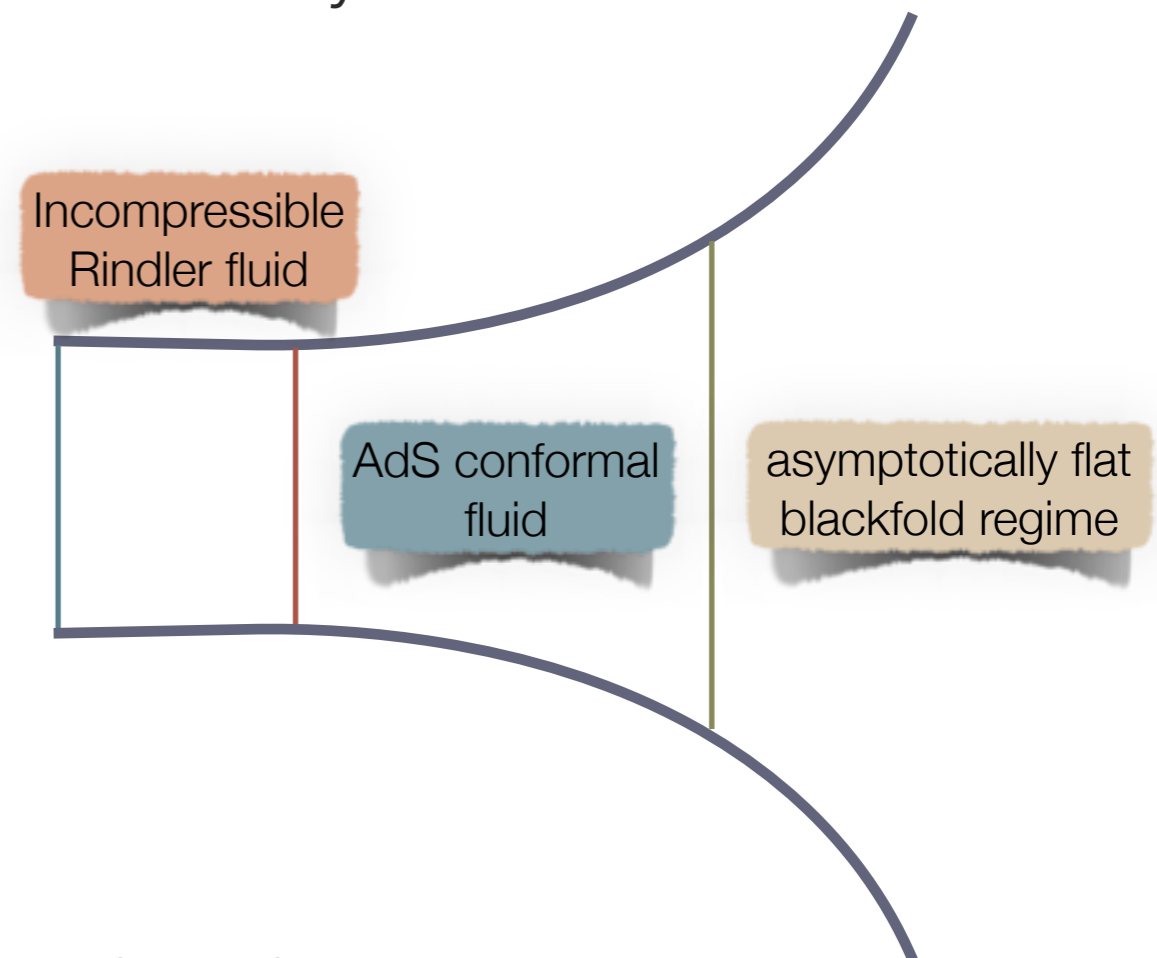 Incompressible
Rindler fluid
AdS conformal
fluid
asymptotically flat
blackfold regime